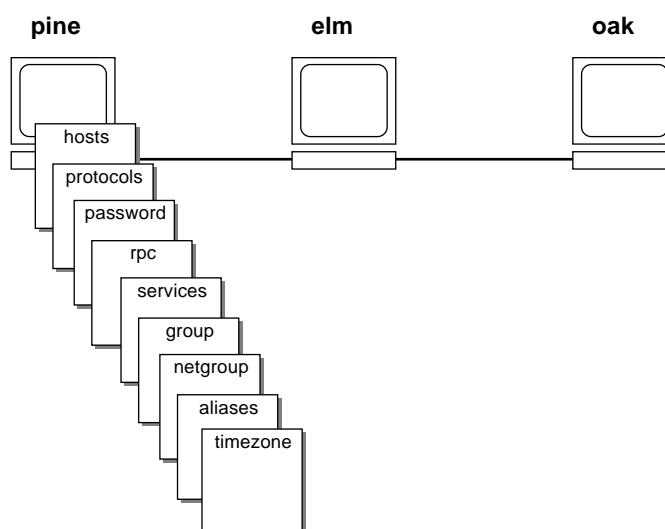 pine elm oak
hosts
protocols
password
rpc
services
group
netgroup
aliases
timezone